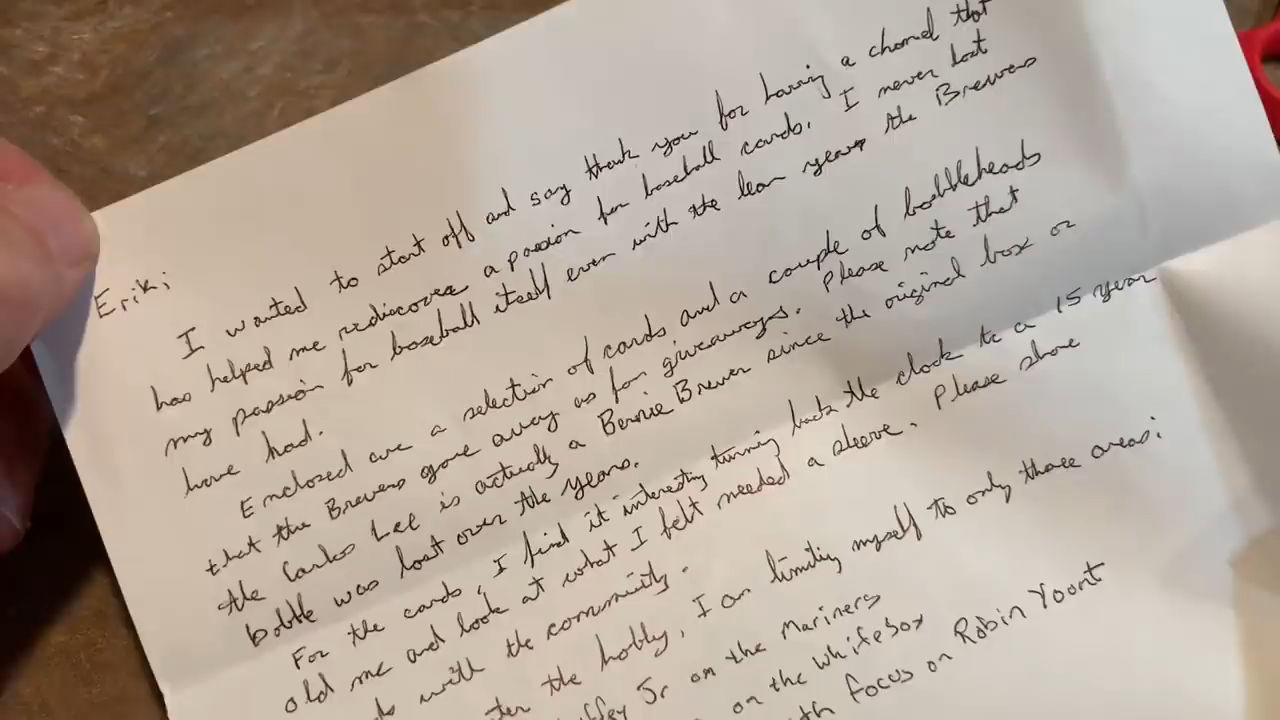 Erik;
I wanted to start off and say thank you for having a channel that
has helped me rediscover a passion for baseball cards. I never lost
my passion for baseball itself even with the lean years the Brewers
have had.
Enclosed are a selection of cards and a couple of bobbleheads
that the Brewers gave away as fan giveaways. Please note that
the Carlos Lee is actually a Bernie Brewer since the original box or
bobble was lost over the years.
For the cards, I find it interesting turning back the clock to a 15 year
old me and look at what I felt needed a sleeve. Please share
with the community.
the hobby, I am limiting myself to only three areas:
Jr on the Mariners
on the Whitesox
focus on Robin Yount